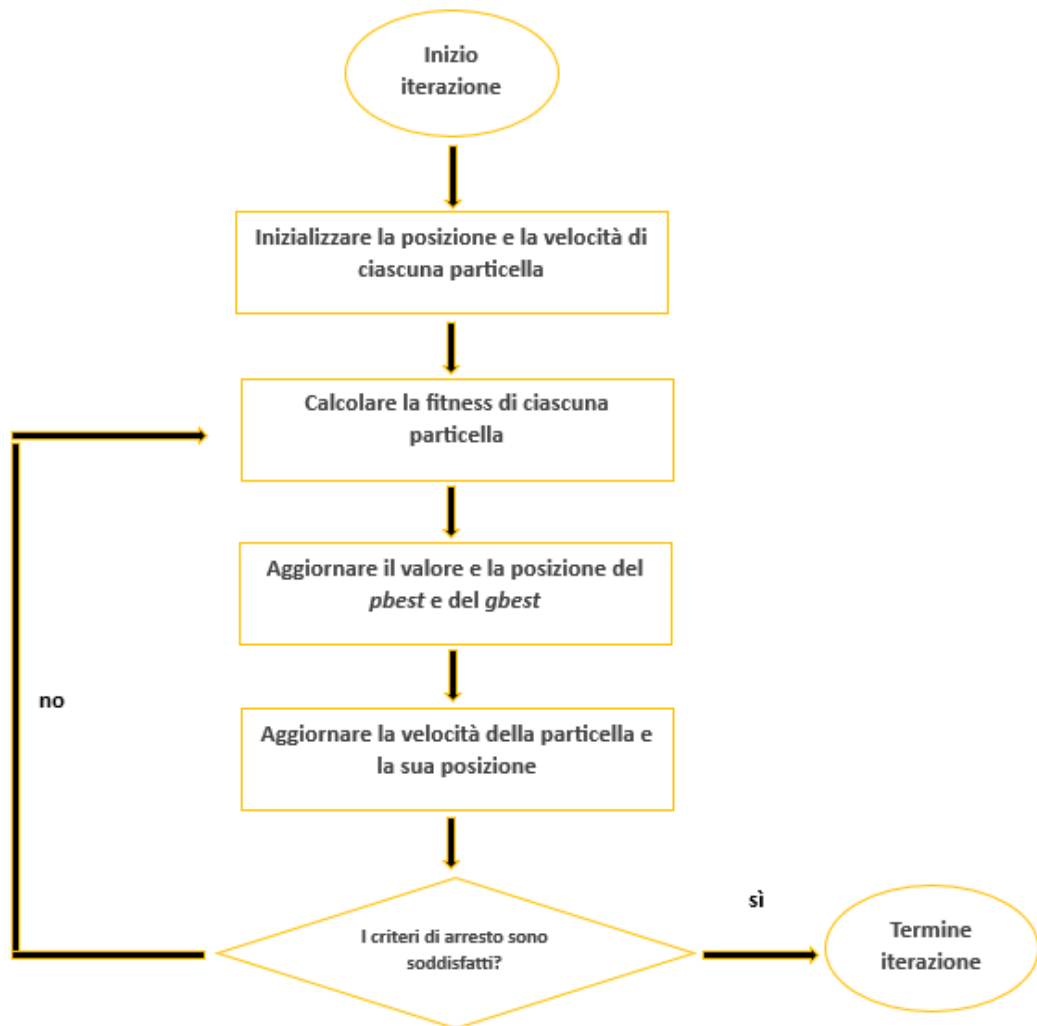 Inizio
iterazione
Inizializzare la posizione e la velocità di
ciascuna particella
Calcolare la fitness di ciascuna
particella
Aggiornare il valore e la posizione del
pbest e del gbest
no
Aggiornare la velocità della particella e
la sua posizione
I criteri di arresto sono
soddisfatti?
sì
Termine
iterazione